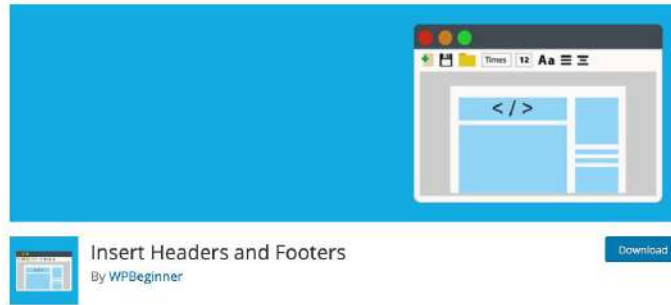 Times 12 Aa
</>
Insert Headers and Footers
Download
By WPBeginner